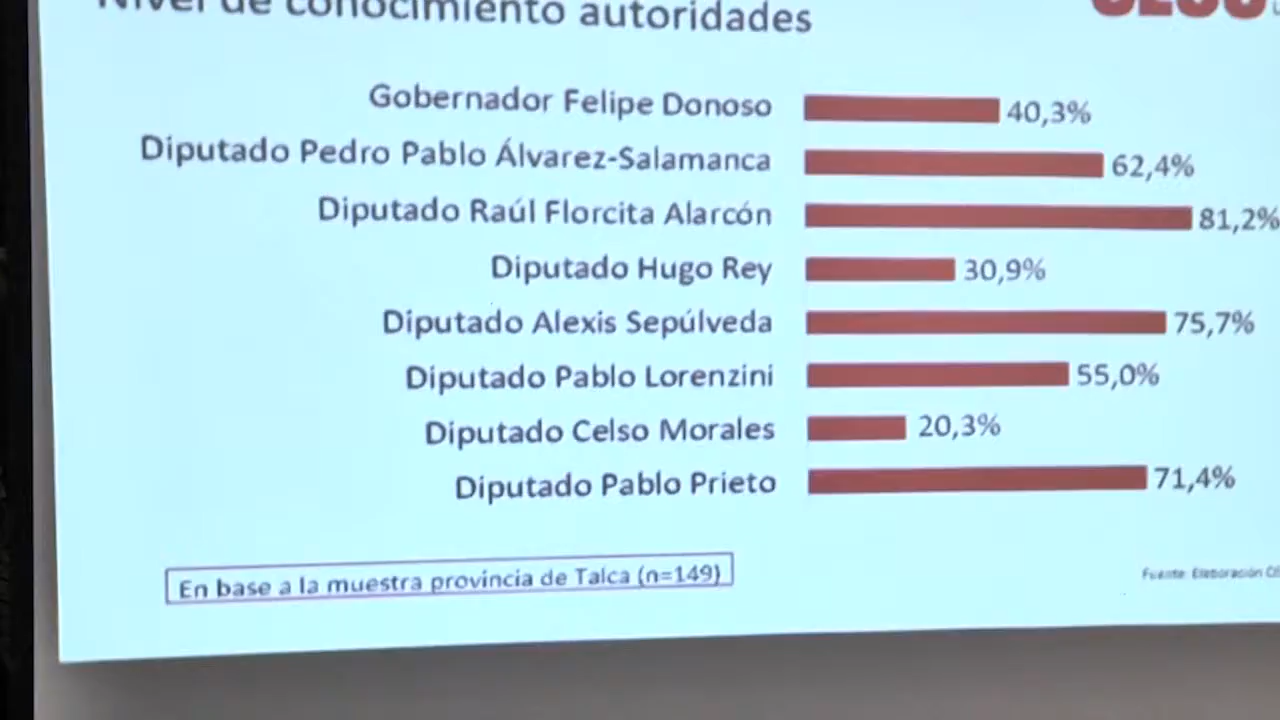 Nivel de conocimiento autoridades
Gobernador Felipe Donoso 40,3%
Diputado Pedro Pablo Álvarez-Salamanca 62,4%
Diputado Raúl Florcita Alarcón 81,2%
Diputado Hugo Rey 30,9%
Diputado Alexis Sepúlveda 75,7%
Diputado Pablo Lorenzini 55,0%
Diputado Celso Morales 20,3%
Diputado Pablo Prieto 71,4%
En base a la muestra provincia de Talca (n=149)
Fuente: Elaboración